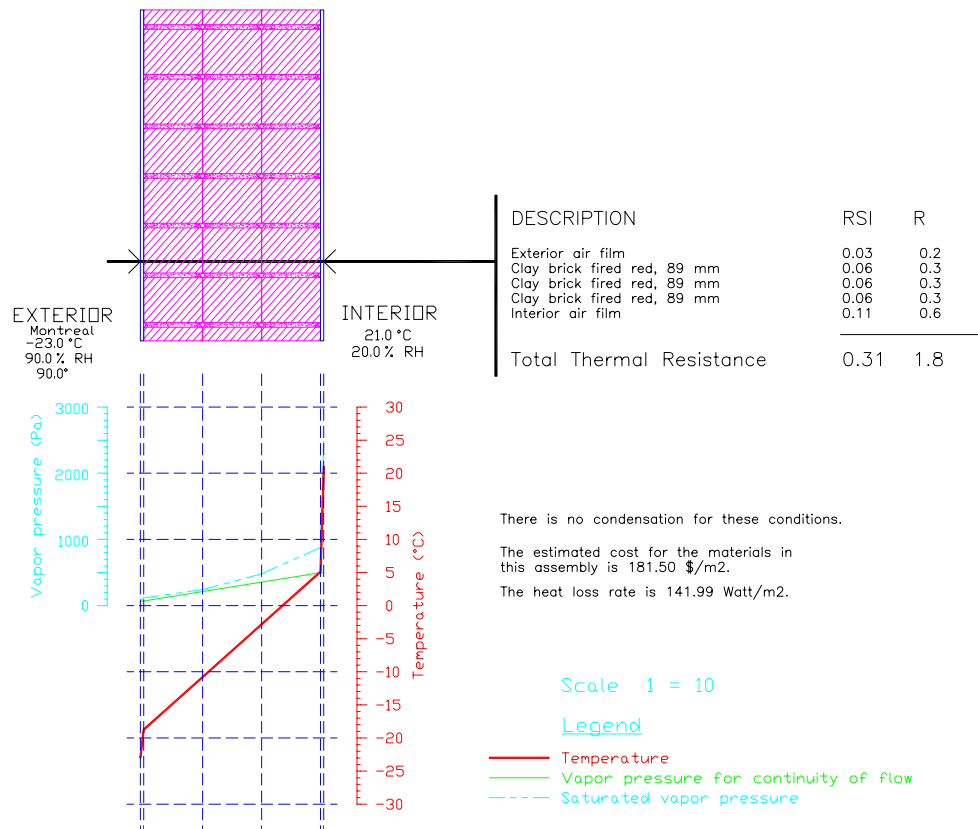 DESCRIPTION RSI R
Exterior air film 0.03 0.2
Clay brick fired red, 89 mm 0.06 0.3
Clay brick fired red, 89 mm 0.06 0.3
Clay brick fired red, 89 mm 0.06 0.3
Interior air film 0.11 0.6
Total Thermal Resistance 0.31 1.8
EXTERIOR
Montreal
-23.0°C
90.0% RH
90.0°
INTERIOR
21.0°C
20.0% RH
Vapor pressure (Pa)
3000
2000
1000
0
30
25
20
15
10
5
0
-5
-10
-15
-20
-25
-30
Temperature (°C)
There is no condensation for these conditions.
The estimated cost for the materials in
this assembly is 181.50 $/m2.
The heat loss rate is 141.99 Watt/m2.
Scale 1 = 10
Legend
Temperature
Vapor pressure for continuity of flow
Saturated vapor pressure